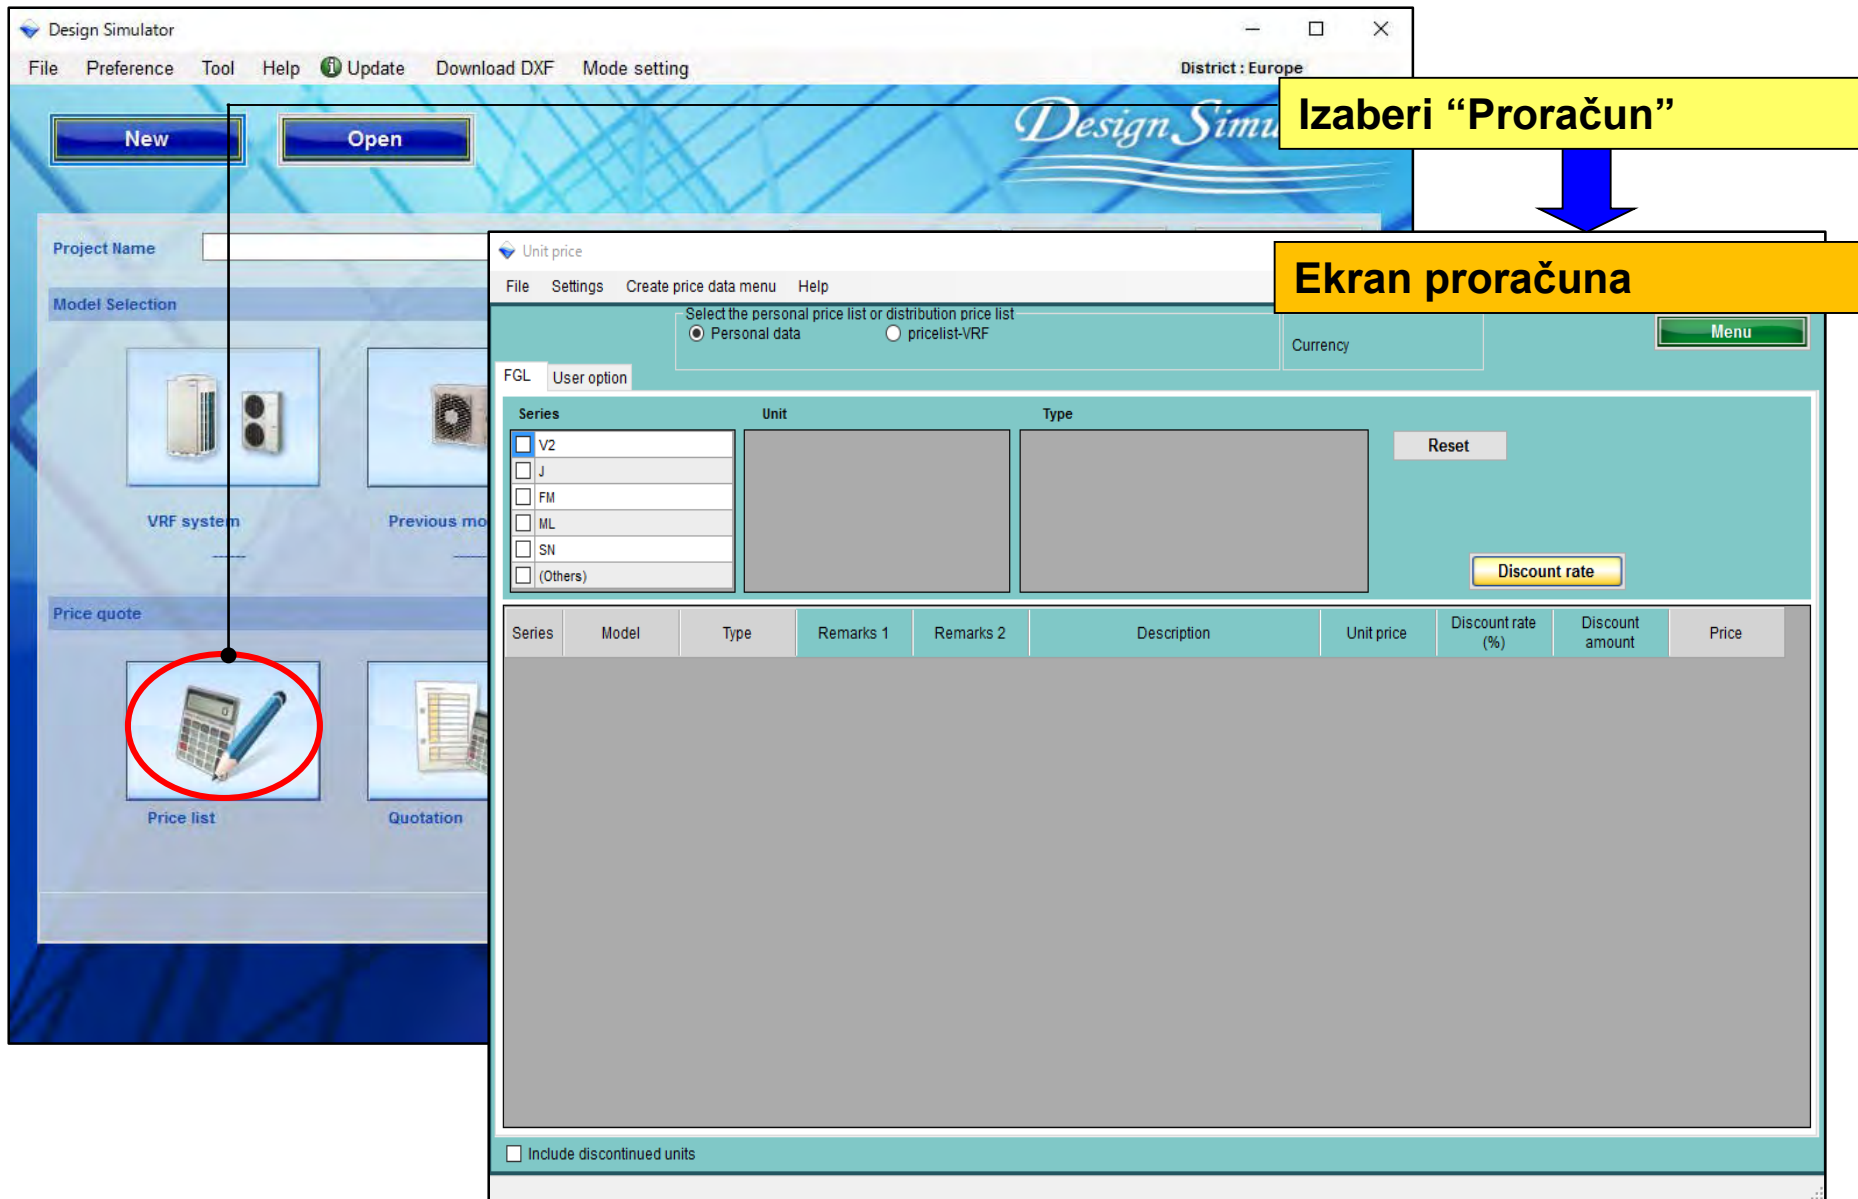 Design Simulator
File Preference Tool Help Update Download DXF Mode setting
District : Europe
Izaberi “Proračun”
New Open
Design Simu
Project Name
Unit price
Ekran proračuna
File Settings Create price data menu Help
Model Selection
Select the personal price list or distribution price list
Personal data pricelist-VRF
Currency
Menu
FGL User option
Series Unit Type
V2
J
FM
ML
SN
(Others)
Reset
Discount rate
VRF system
Previous mo
Price quote
Series Model Type Remarks 1 Remarks 2 Description Unit price Discount rate (%) Discount amount Price
0
Price list
Quotation
Include discontinued units